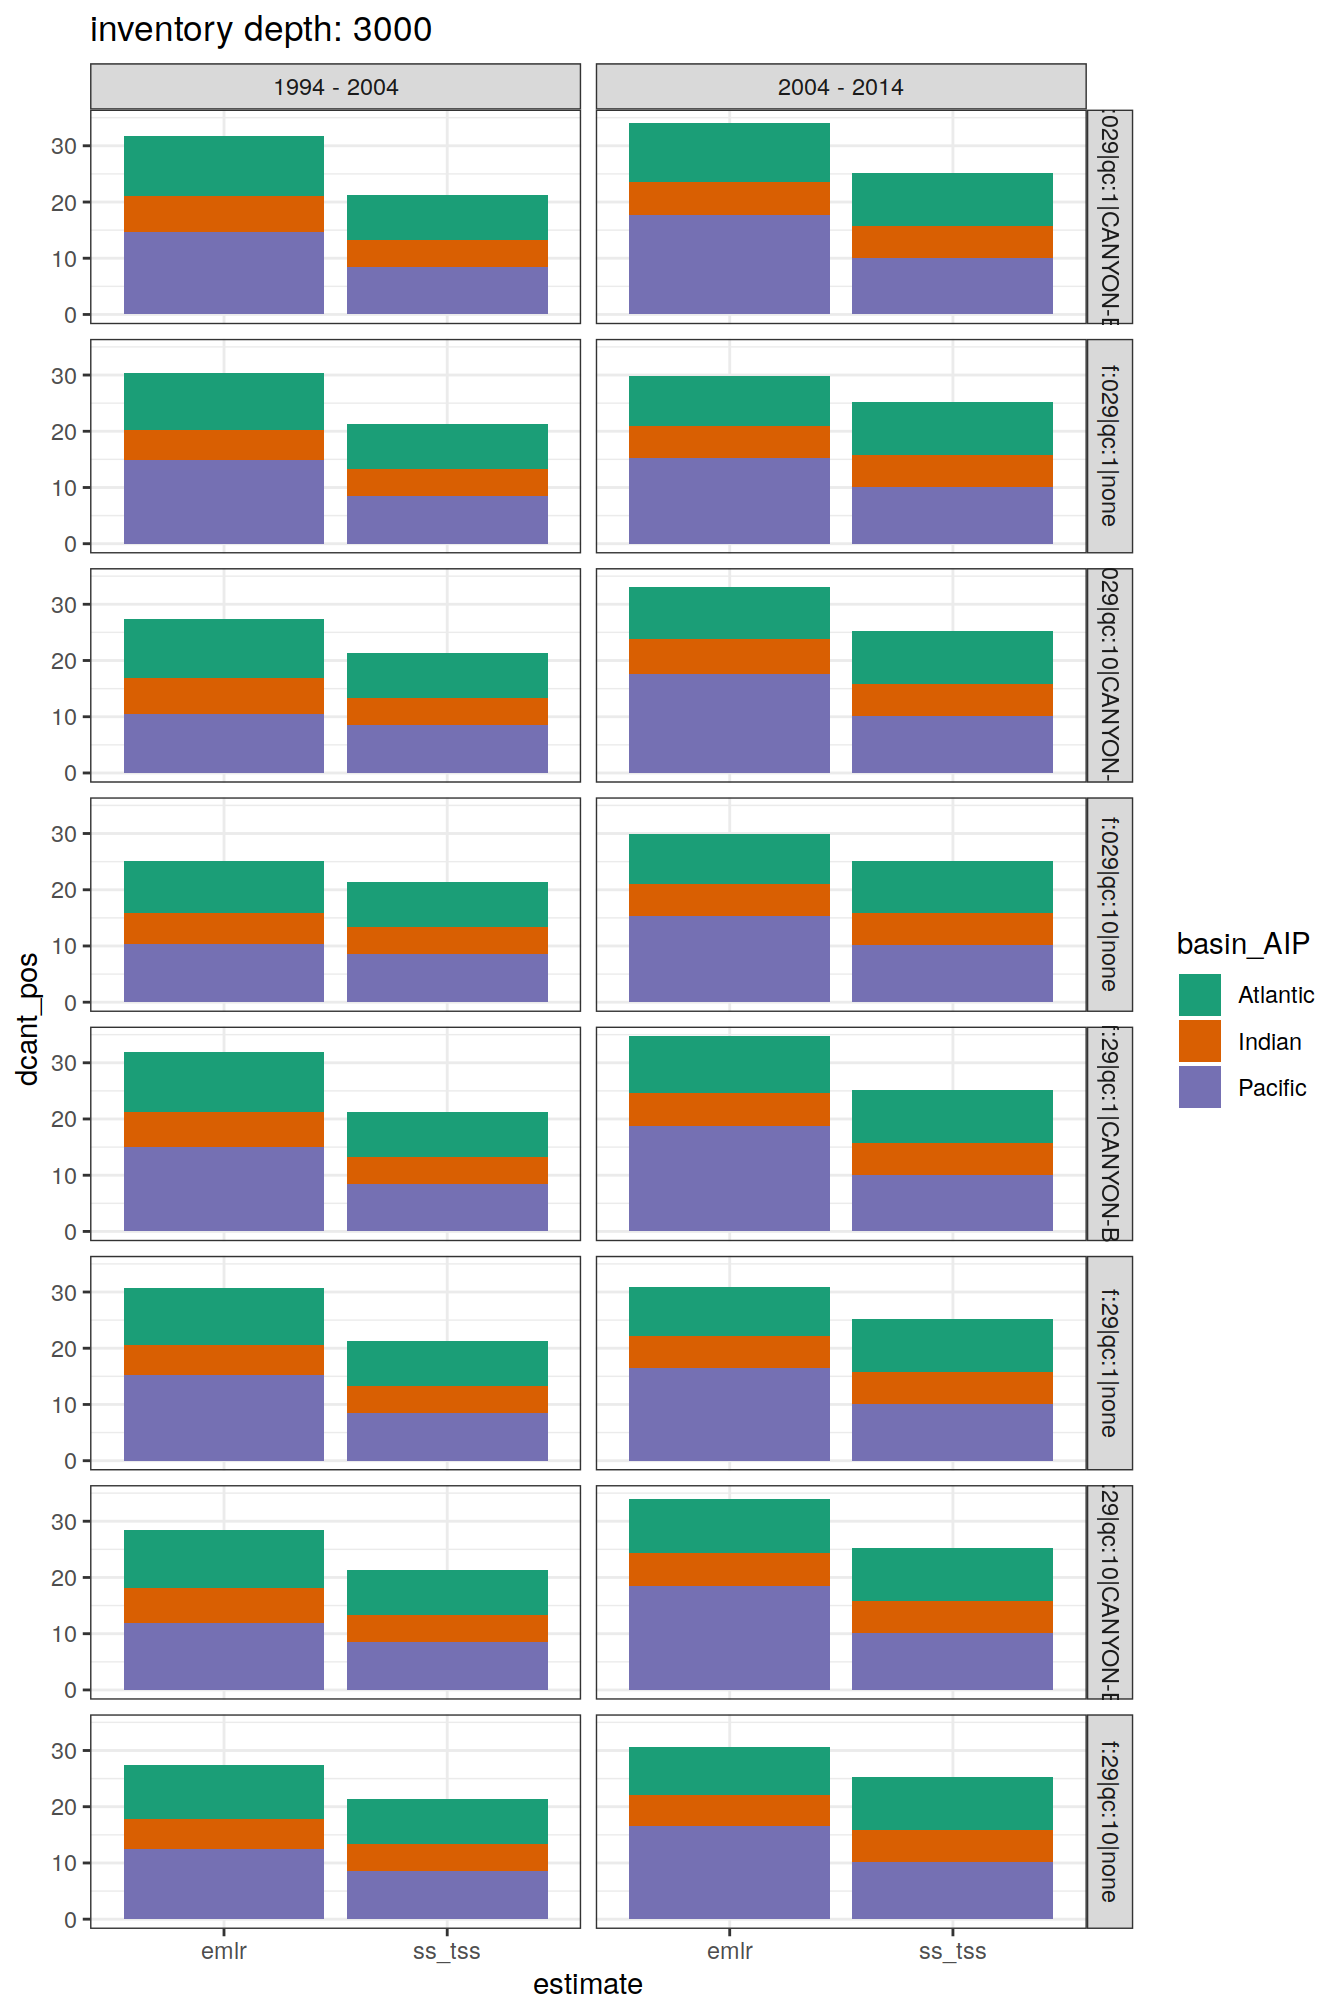 inventory depth: 3000
1994 - 2004
2004 - 2014
30
20
10
0
:029|qc:1|CANYON-
30
20
10
0
f:029|qc:1|none
30
20
10
0
029|qc:10|CANYON-
30
20
10
0
f:029|qc:10|none
30
20
10
0
f:29|qc:1|CANYON-B
30
20
10
0
f:29|qc:1|none
30
20
10
0
:29|qc:10|CANYON-
30
20
10
0
f:29|qc:10|none
emlr
ss_tss
emlr
ss_tss
estimate
dcant_pos
basin_AIP
Atlantic
Indian
Pacific